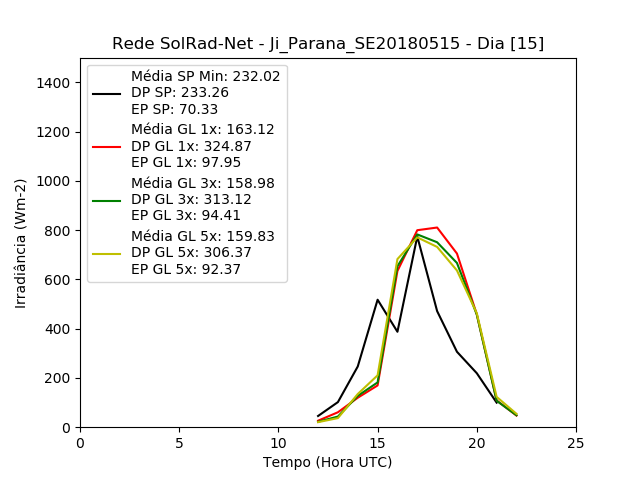 Rede SolRad-Net - Ji_Parana_SE20180515 - Dia [15]
Média SP Min: 232.02
DP SP: 233.26
EP SP: 70.33
Média GL 1x: 163.12
DP GL 1x: 324.87
EP GL 1x: 97.95
Média GL 3x: 158.98
DP GL 3x: 313.12
EP GL 3x: 94.41
Média GL 5x: 159.83
DP GL 5x: 306.37
EP GL 5x: 92.37
Irradiância (Wm-2)
1400
1200
1000
800
600
400
200
0
0 5 10 15 20 25
Tempo (Hora UTC)